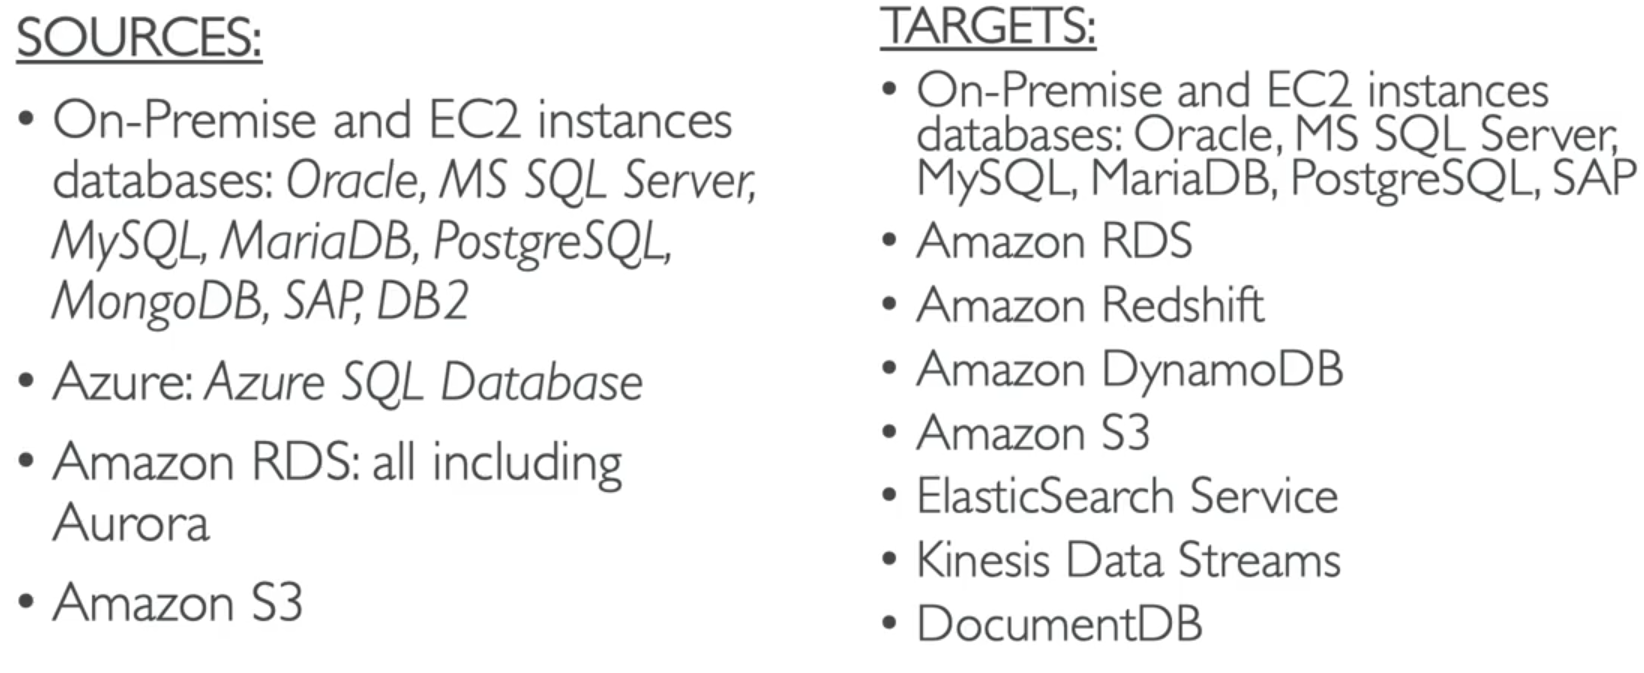 SOURCES:
• On-Premise and EC2 instances
databases: Oracle, MS SQL Server,
MySQL, MariaDB, PostgreSQL,
MongoDB, SAP, DB2
• Azure: Azure SQL Database
• Amazon RDS: all including
Aurora
• Amazon S3
TARGETS:
• On-Premise and EC2 instances
databases: Oracle, MS SQL Server,
MySQL, MariaDB, PostgreSQL, SAP
• Amazon RDS
• Amazon Redshift
• Amazon DynamoDB
• Amazon S3
• ElasticSearch Service
• Kinesis Data Streams
• DocumentDB